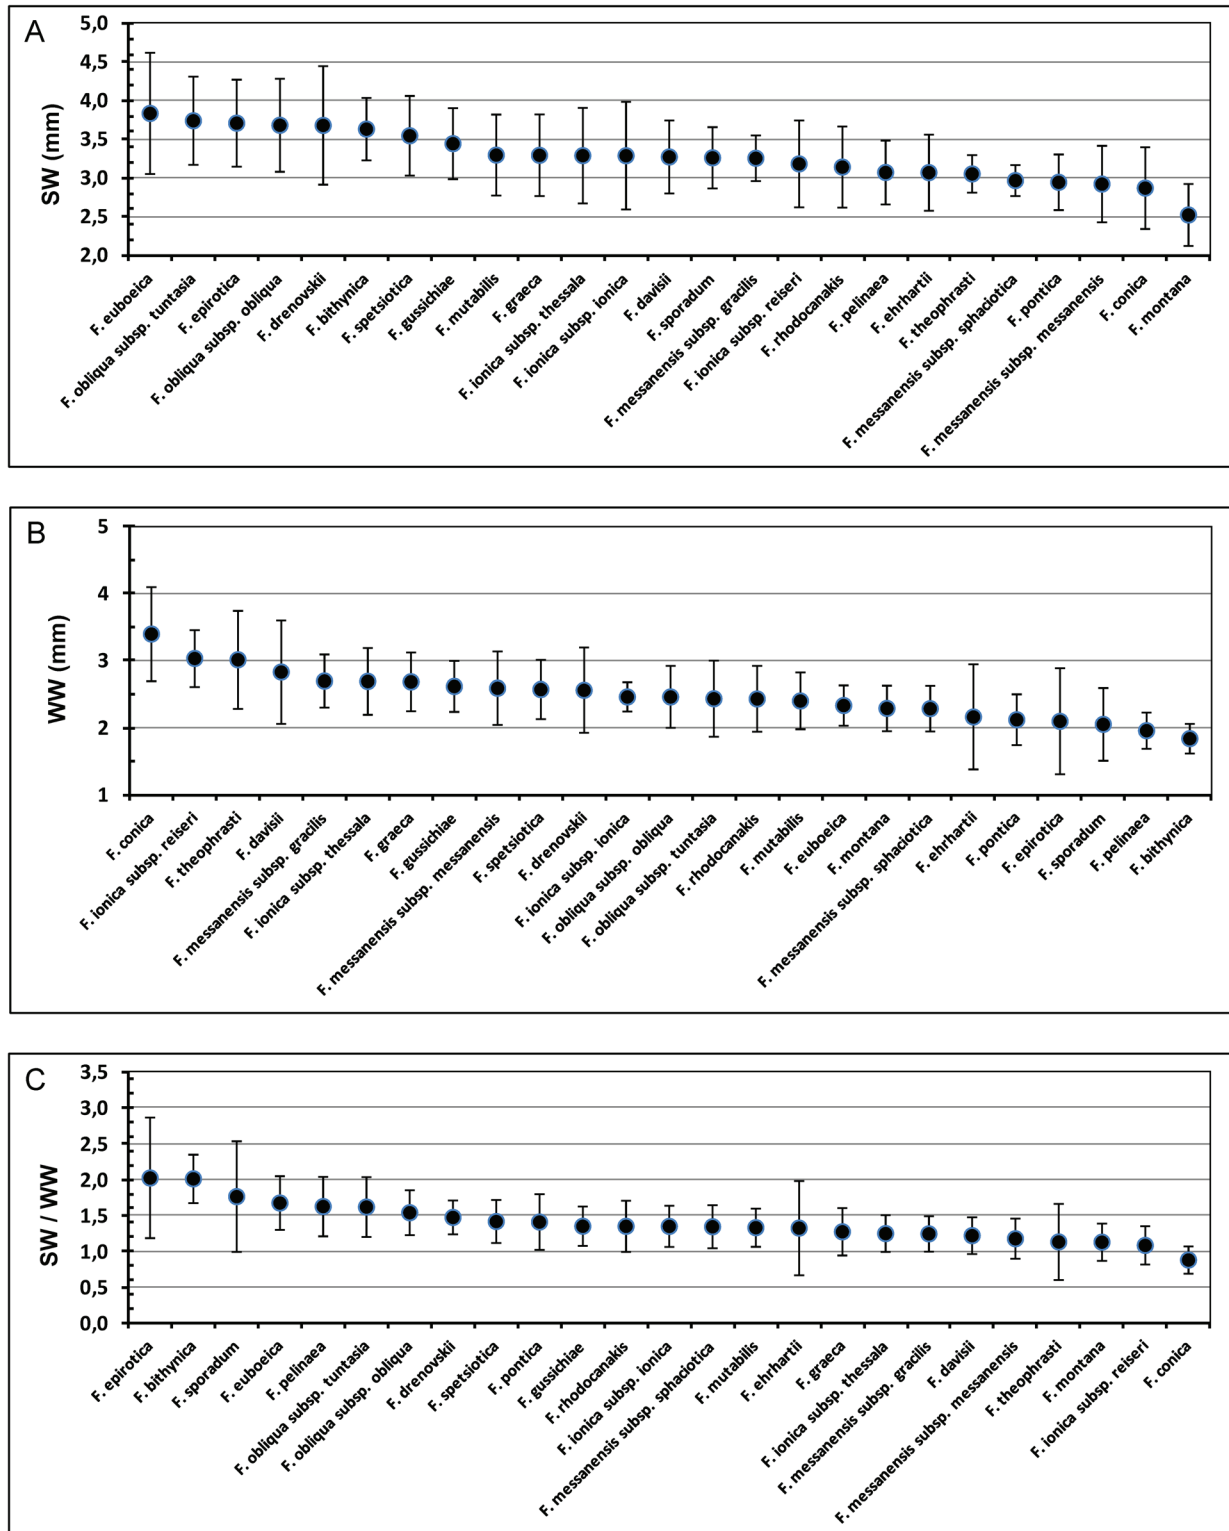 A
SW (mm)
5,0
4,5
4,0
3,5
3,0
2,5
2,0
F. euboeica
F. obliqua subsp. tuntasia
F. epirotica
F. obliqua subsp. obliqua
F. drenovskii
F. bithynica
F. spetsiotica
F. gussichiae
F. mutabilis
F. graeca
F. ionica subsp. thessala
F. ionica subsp. ionica
F. davisii
F. sporadum
F. messanensis subsp. gracilis
F. ionica subsp. reiseri
F. rhodocanakis
F. pelinaea
F. ehrhartii
F. theophrasti
F. messanensis subsp. sphaciotica
F. pontica
F. messanensis subsp. messanensis
F. conica
F. montana
B
WW (mm)
5
4
3
2
1
F. conica
F. ionica subsp. reiseri
F. theophrasti
F. davisii
F. messanensis subsp. gracilis
F. ionica subsp. thessala
F. graeca
F. gussichiae
F. messanensis subsp. messanensis
F. spetsiotica
F. drenovskii
F. ionica subsp. ionica
F. obliqua subsp. obliqua
F. obliqua subsp. tuntasia
F. rhodocanakis
F. mutabilis
F. euboeica
F. montana
F. messanensis subsp. sphaciotica
F. ehrhartii
F. pontica
F. epirotica
F. sporadum
F. pelinaea
F. bithynica
C
SW / WW
3,5
3,0
2,5
2,0
1,5
1,0
0,5
0,0
F. epirotica
F. bithynica
F. sporadum
F. euboeica
F. pelinaea
F. obliqua subsp. tuntasia
F. obliqua subsp. obliqua
F. drenovskii
F. spetsiotica
F. pontica
F. gussichiae
F. rhodocanakis
F. ionica subsp. ionica
F. messanensis subsp. sphaciotica
F. mutabilis
F. ehrhartii
F. graeca
F. ionica subsp. thessala
F. messanensis subsp. gracilis
F. davisii
F. messanensis subsp. messanensis
F. theophrasti
F. montana
F. ionica subsp. reiseri
F. conica